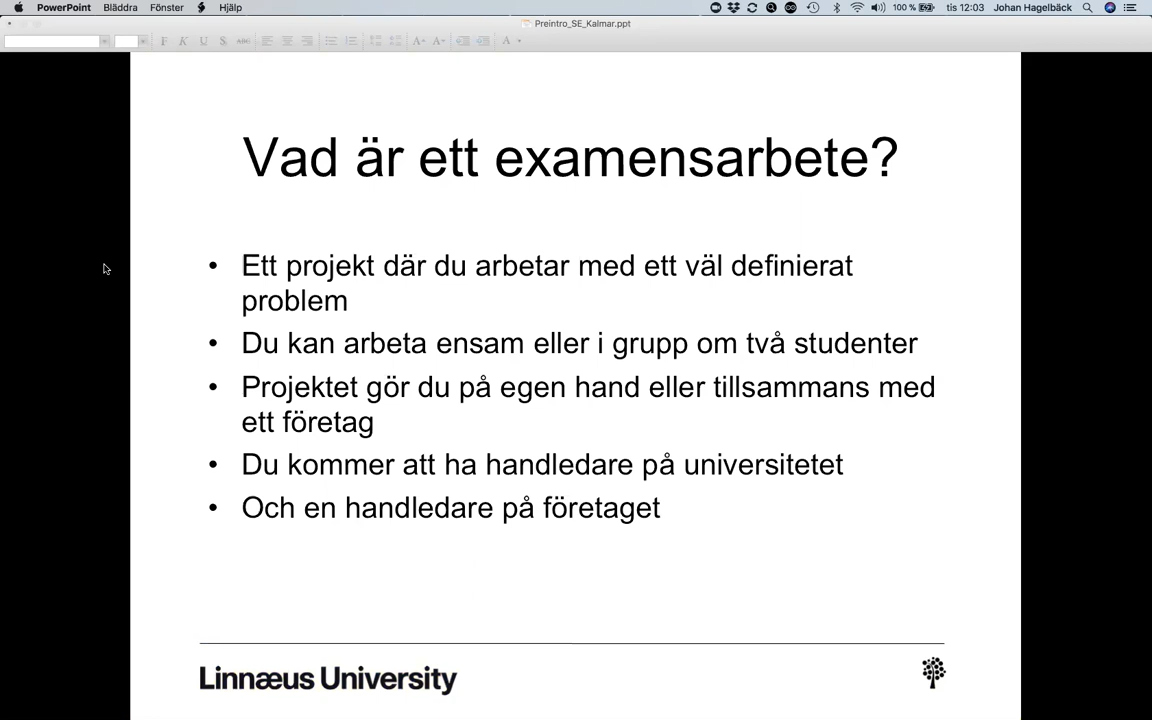 PowerPoint Bläddra Fönster Hjälp 100 % tis 12:03 Johan Hagelbäck
Preintro_SE_Kalmar.ppt
F K U S ABC A A A
Vad är ett examensarbete?
• Ett projekt där du arbetar med ett väl definierat
problem
• Du kan arbeta ensam eller i grupp om två studenter
• Projektet gör du på egen hand eller tillsammans med
ett företag
• Du kommer att ha handledare på universitetet
• Och en handledare på företaget
Linnæus University